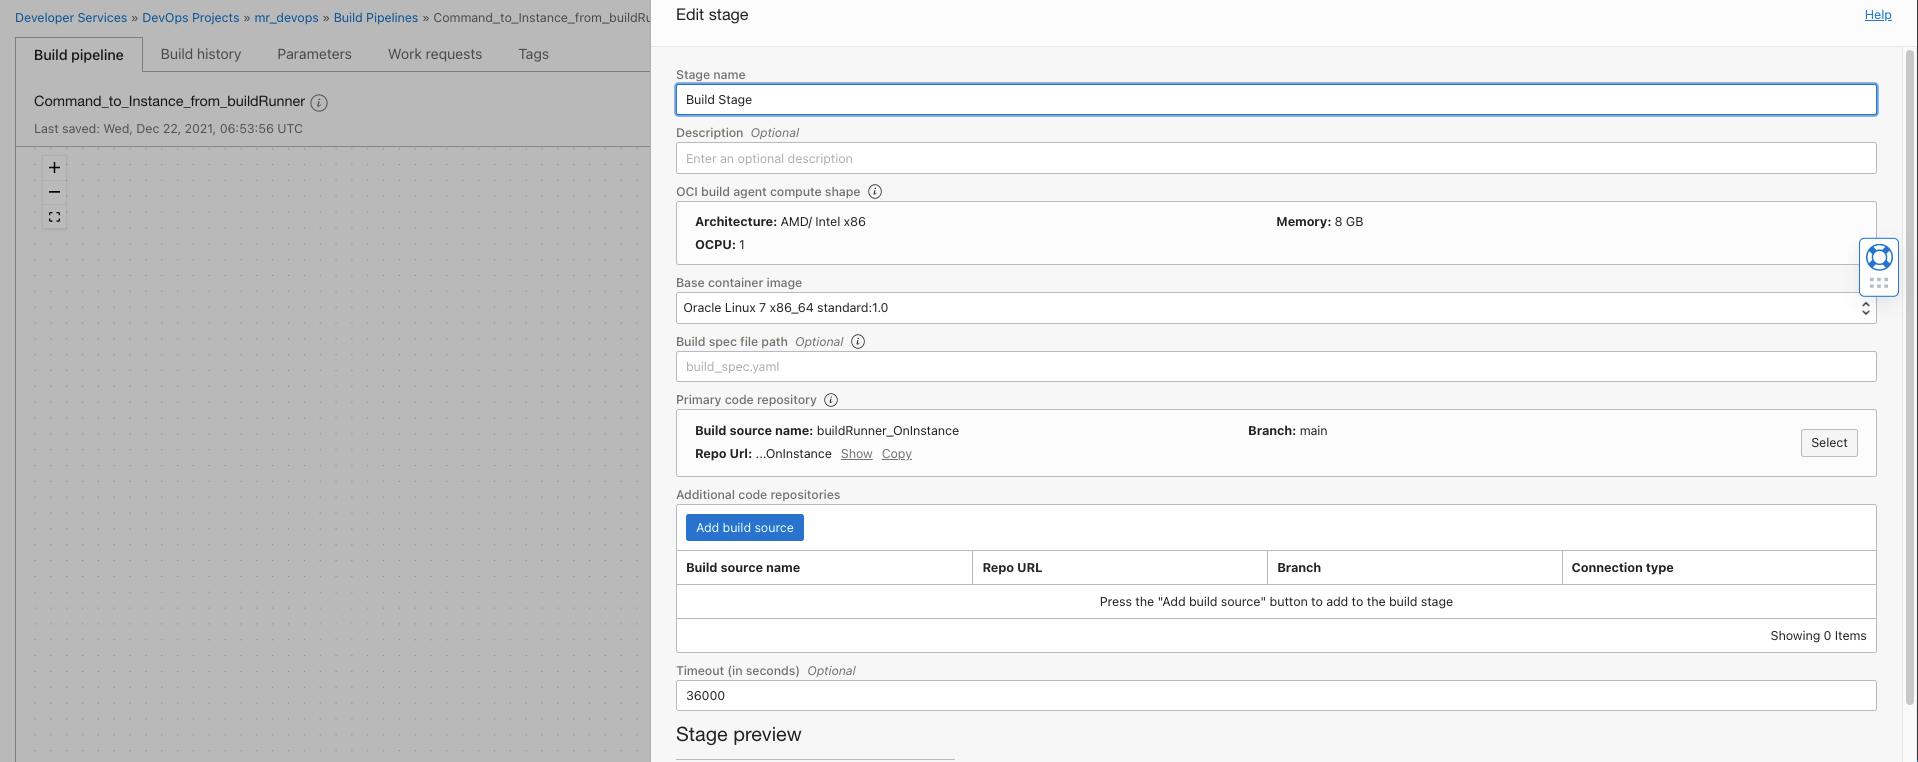 Developer Services » DevOps Projects » mr_devops » Build Pipelines » Command_to_Instance_from_buildRu
Build pipeline Build history Parameters Work requests Tags
Command_to_Instance_from_buildRunner
Last saved: Wed, Dec 22, 2021, 06:53:56 UTC
Edit stage
Help
Stage name
Build Stage
Description Optional
Enter an optional description
OCI build agent compute shape
Architecture: AMD/ Intel x86 Memory: 8 GB
OCPU: 1
Base container image
Oracle Linux 7 x86_64 standard:1.0
Build spec file path Optional
build_spec.yaml
Primary code repository
Build source name: buildRunner_OnInstance Branch: main
Select
Repo Url: ...OnInstance Show Copy
Additional code repositories
Add build source
Build source name Repo URL Branch Connection type
Press the "Add build source" button to add to the build stage
Showing 0 Items
Timeout (in seconds) Optional
36000
Stage preview